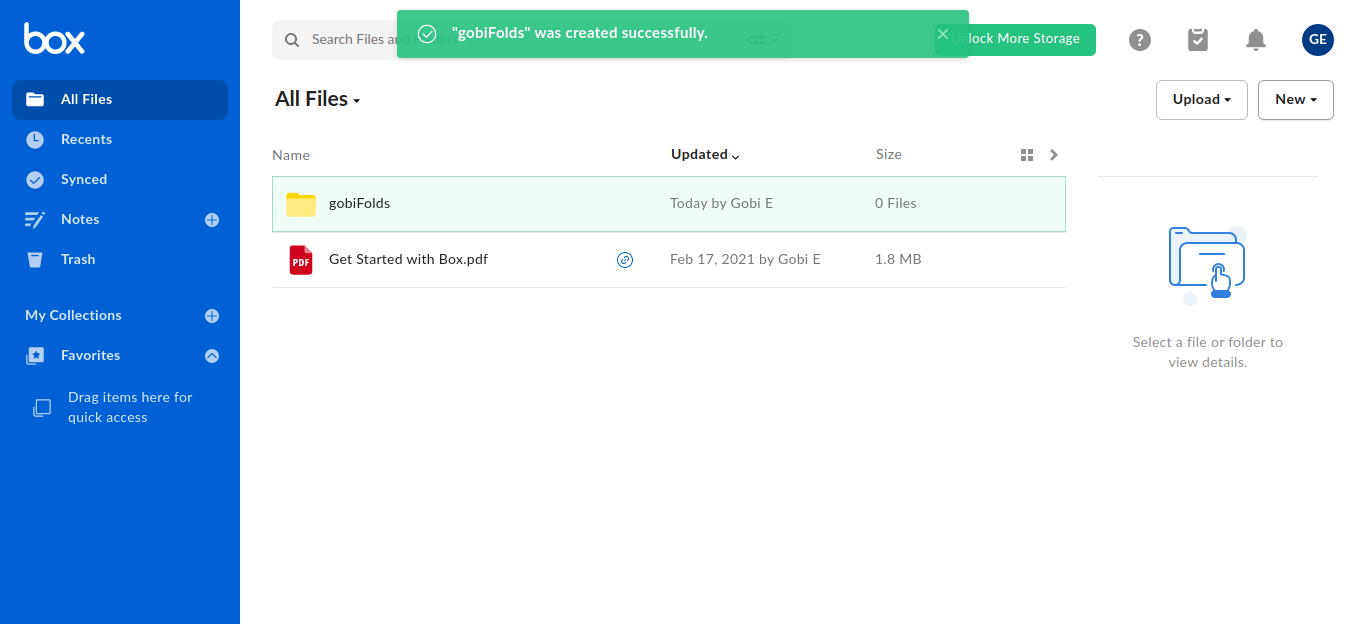 box
Search Files and Folders
"gobiFolds" was created successfully.
Unlock More Storage
GE
All Files
Recents
Synced
Notes
Trash
My Collections
Favorites
Drag items here for
quick access
All Files
Upload
New
Name
Updated
Size
gobiFolds
Today by Gobi E
0 Files
PDF
Get Started with Box.pdf
Feb 17, 2021 by Gobi E
1.8 MB
Select a file or folder to
view details.